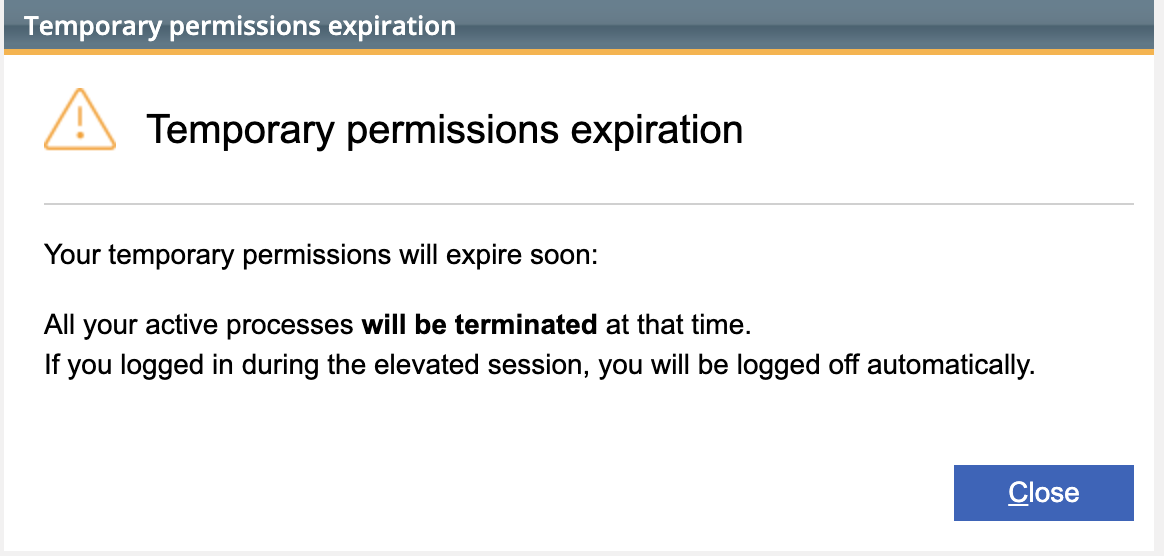 Temporary permissions expiration
Temporary permissions expiration
Your temporary permissions will expire soon:
All your active processes will be terminated at that time.
If you logged in during the elevated session, you will be logged off automatically.
Close